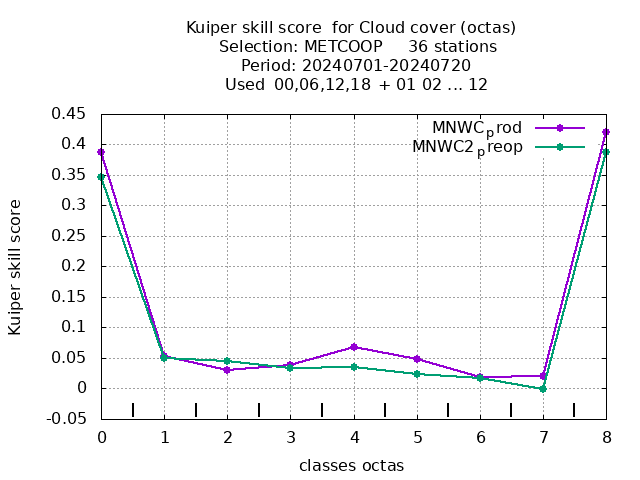 Kuiper skill score  for Cloud cover (octas)
Selection: METCOOP     36 stations
Period: 20240701-20240720
Used  00,06,12,18 + 01 02 ... 12
MNWCprod
MNWC2preop
0.45
0.4
0.35
0.3
0.25
0.2
0.15
0.1
0.05
0
-0.05
Kuiper skill score
0 1 2 3 4 5 6 7 8
classes octas